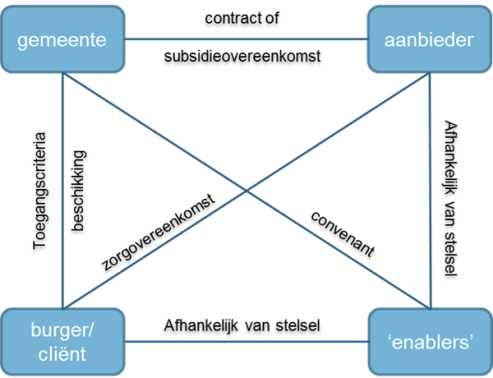 gemeente
contract of
subsidieovereenkomst
aanbieder
Toegangscriteria
beschikking
zorgovereenkomst
convenant
Afhankelijk van stelsel
burger/
cliënt
Afhankelijk van stelsel
‘enablers’